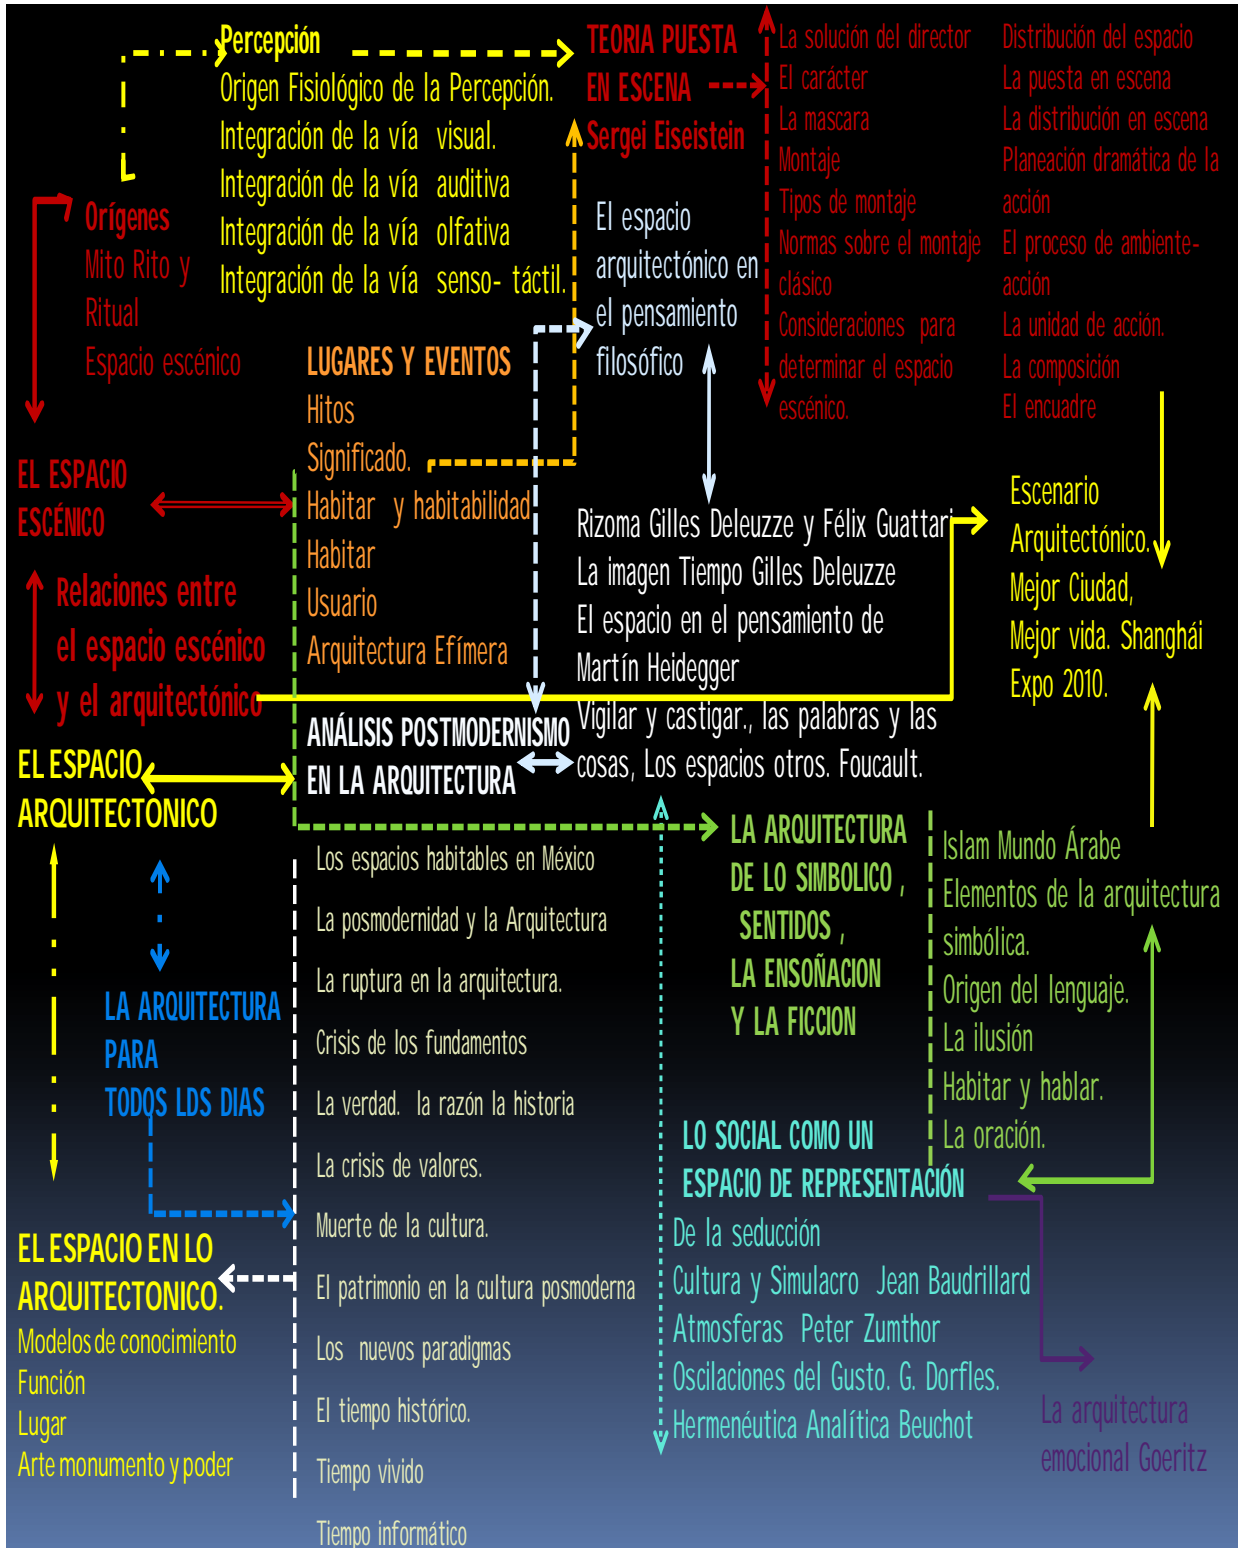 Percepción
Origen Fisiológico de la Percepción.
Integración de la vía visual.
Integración de la vía auditiva
Integración de la vía olfativa
Integración de la vía senso- táctil.
TEORIA PUESTA
EN ESCENA
Sergei Eiseistein
La solución del director
El carácter
La mascara
Montaje
Tipos de montaje
Normas sobre el montaje
clásico
Consideraciones para
determinar el espacio
escénico.
Distribución del espacio
La puesta en escena
La distribución en escena
Planeación dramática de la
acción
El proceso de ambiente-
acción
La unidad de acción.
La composición
El encuadre
Orígenes
Mito Rito y
Ritual
Espacio escénico
El espacio
arquitectónico en
el pensamiento
filosófico
LUGARES Y EVENTOS
Hitos
Significado.
Habitar y habitabilidad
Habitar
Usuario
Arquitectura Efímera
EL ESPACIO
ESCÉNICO
Relaciones entre
el espacio escénico
y el arquitectónico
Rizoma Gilles Deleuzze y Félix Guattari
La imagen Tiempo Gilles Deleuzze
El espacio en el pensamiento de
Martín Heidegger
Vigilar y castigar., las palabras y las
cosas, Los espacios otros. Foucault.
Escenario
Arquitectónico.
Mejor Ciudad,
Mejor vida. Shanghái
Expo 2010.
ANÁLISIS POSTMODERNISMO
EN LA ARQUITECTURA
EL ESPACIO
ARQUITECTONICO
LA ARQUITECTURA
PARA
TODOS LDS DIAS
Los espacios habitables en México
La posmodernidad y la Arquitectura
La ruptura en la arquitectura.
Crisis de los fundamentos
La verdad. la razón la historia
La crisis de valores.
Muerte de la cultura.
El patrimonio en la cultura posmoderna
Los nuevos paradigmas
El tiempo histórico.
Tiempo vivido
Tiempo informático
LA ARQUITECTURA
DE LO SIMBOLICO ,
SENTIDOS ,
LA ENSOÑACION
Y LA FICCION
Islam Mundo Árabe
Elementos de la arquitectura
simbólica.
Origen del lenguaje.
La ilusión
Habitar y hablar.
La oración.
LO SOCIAL COMO UN
ESPACIO DE REPRESENTACIÓN
De la seducción
Cultura y Simulacro Jean Baudrillard
Atmosferas Peter Zumthor
Oscilaciones del Gusto. G. Dorfles.
Hermenéutica Analítica Beuchot
EL ESPACIO EN LO
ARQUITECTONICO.
Modelos de conocimiento
Función
Lugar
Arte monumento y poder
La arquitectura
emocional Goeritz